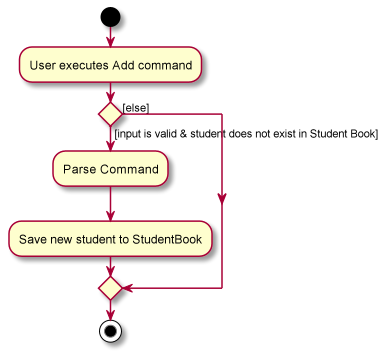 User executes Add command
[else]
[input is valid & student does not exist in Student Book]
Parse Command
Save new student to StudentBook